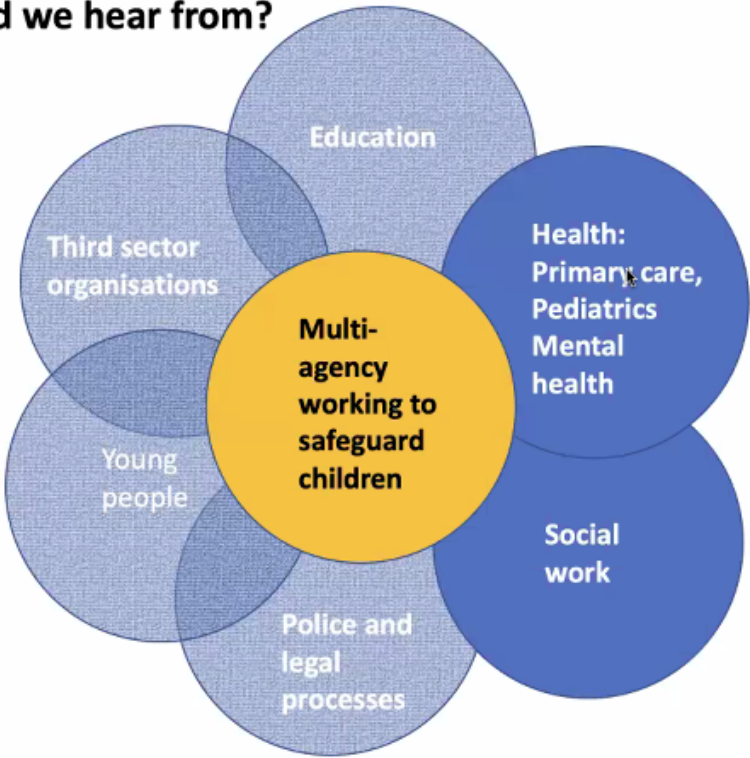 d we hear from?
Education
Health:
Primary care,
Pediatrics
Mental
health
Third sector
organisations
Multi-
agency
working to
safeguard
children
Young
people
Social
work
Police and
legal
processes